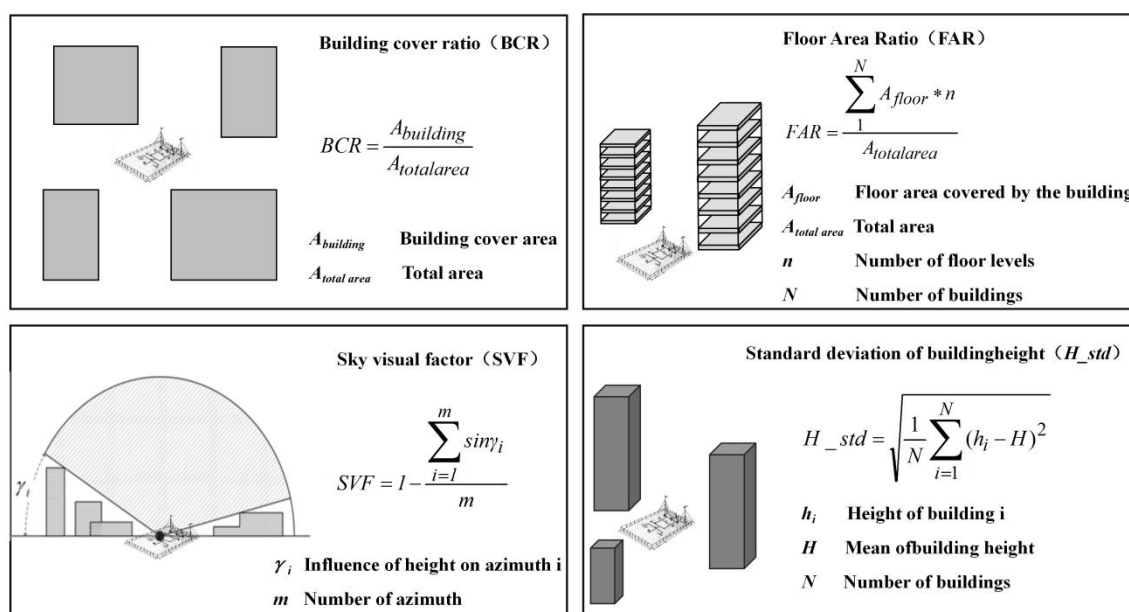 Building cover ratio（BCR）
BCR = A_building / A_totalarea
A_building Building cover area
A_total area Total area
Floor Area Ratio（FAR）
FAR = ∑_1^N A_floor * n / A_totalarea
A_floor Floor area covered by the building
A_total area Total area
n Number of floor levels
N Number of buildings
Sky visual factor（SVF）
SVF = 1 - ∑_{i=1}^m sinγ_i / m
γ_i
γ_i Influence of height on azimuth i
m Number of azimuth
Standard deviation of buildingheight（H_std）
H_std = √(1/N ∑_{i=1}^N (h_i - H)^2)
h_i Height of building i
H Mean ofbuilding height
N Number of buildings